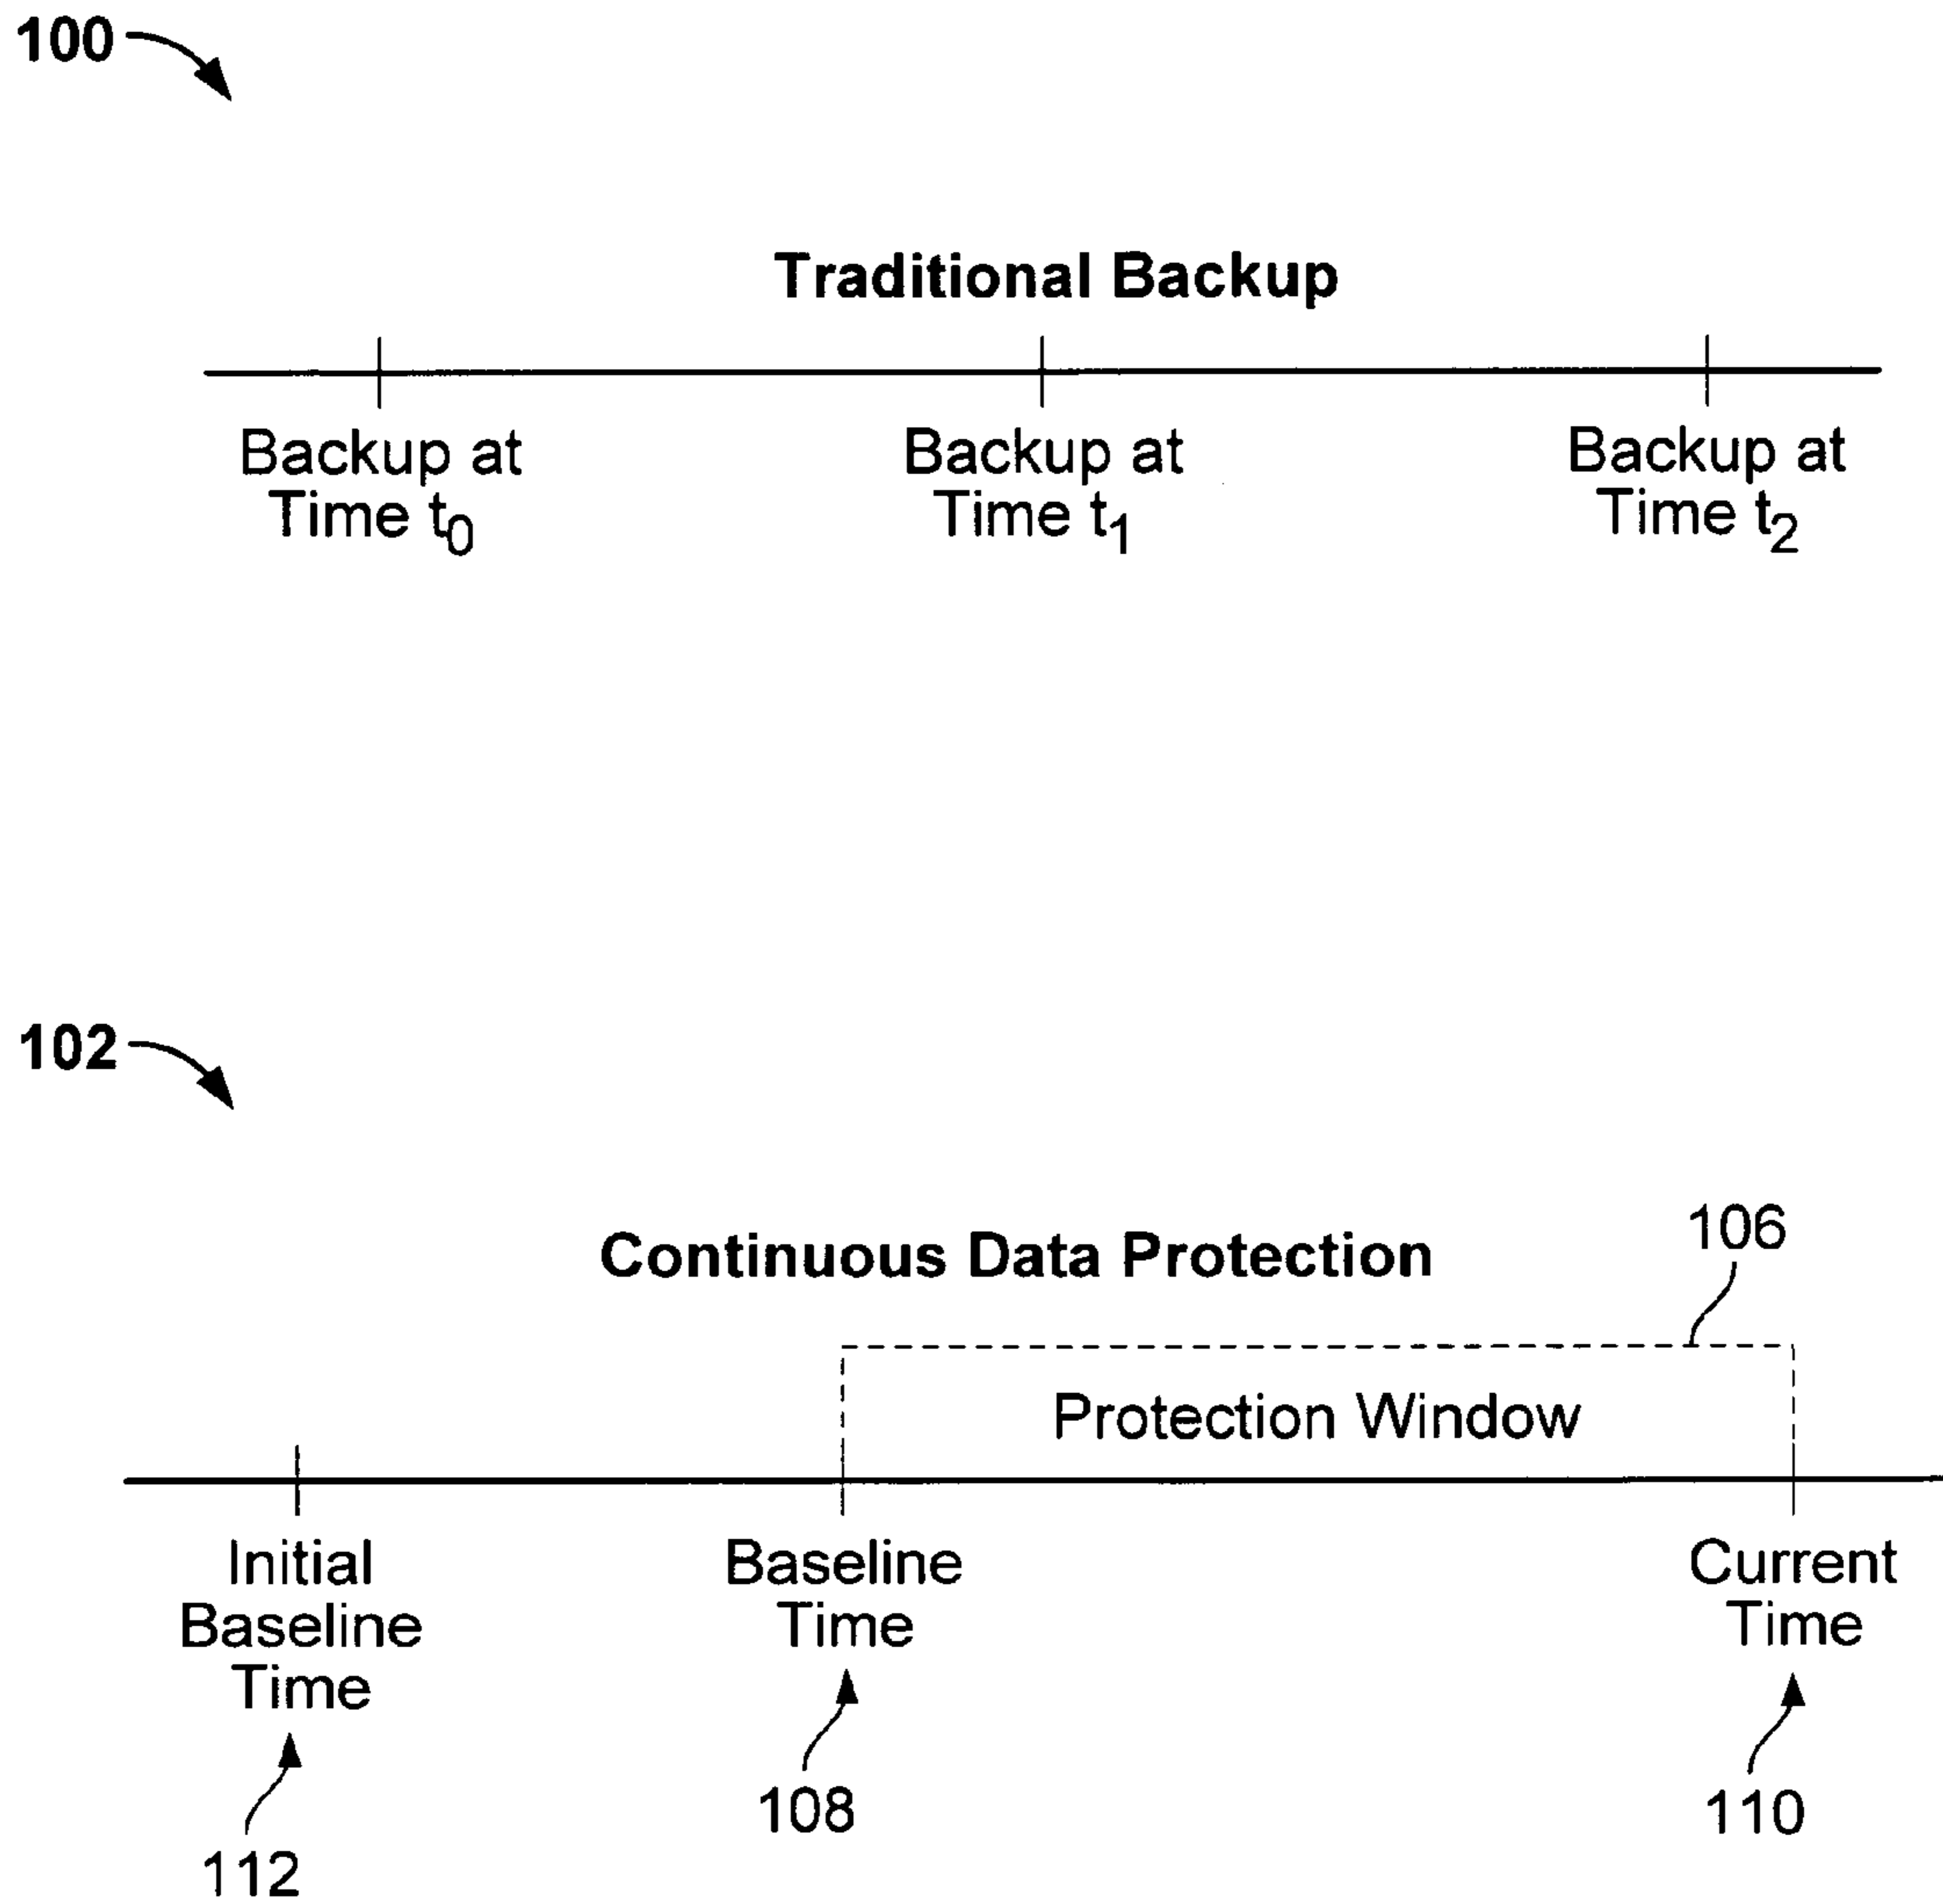 100
Traditional Backup
Backup at
Time t0
Backup at
Time t1
Backup at
Time t2
102
Continuous Data Protection
106
Protection Window
Initial
Baseline
Time
Baseline
Time
Current
Time
112
108
110